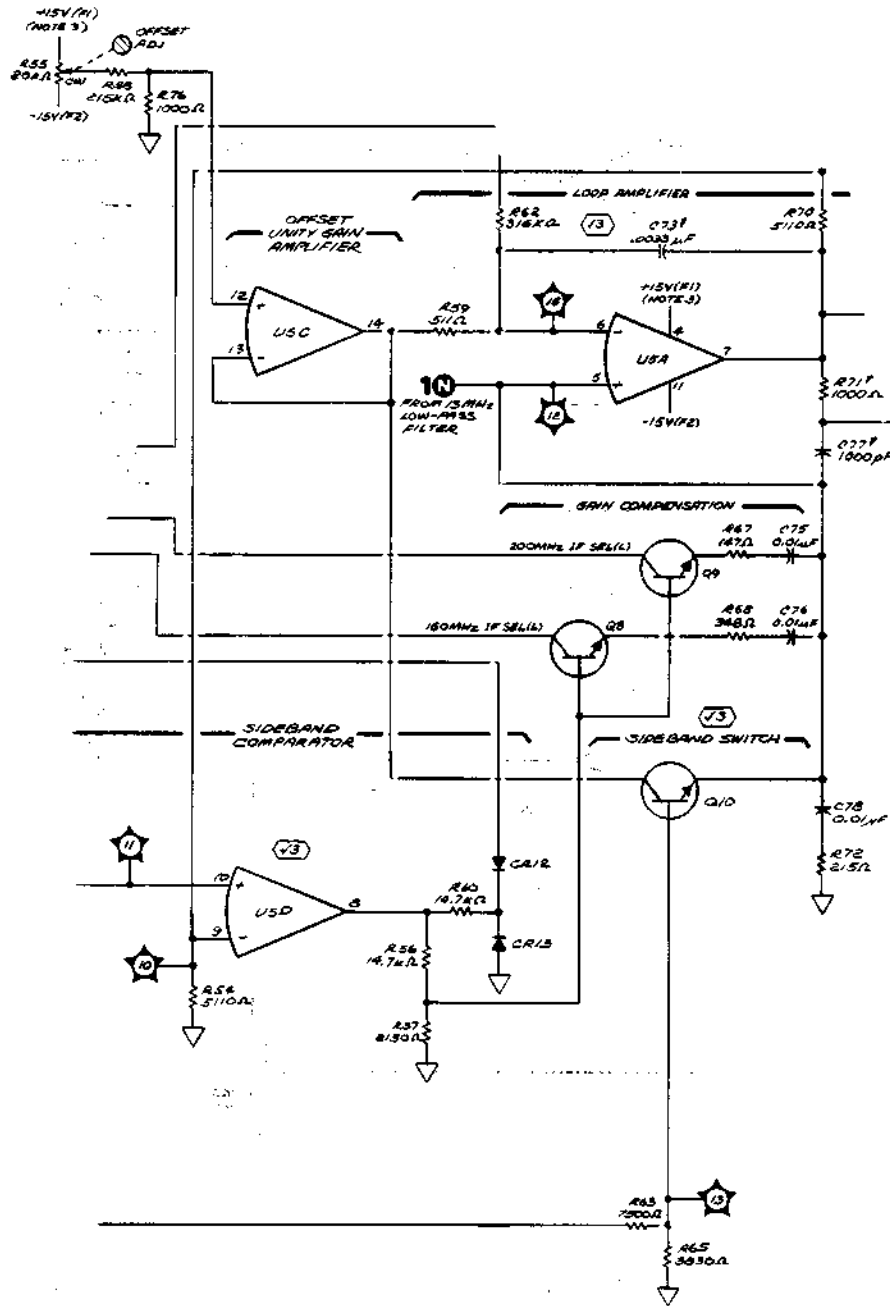 +15V(F1)
(NOTE 3)
OFFSET
ADJ
R55
20KΩ
CW
R58
215KΩ
R76
1000Ω
-15V(F2)
LOOP AMPLIFIER
R62
316KΩ
13
C73*
.0033µF
R70
5110Ω
OFFSET
UNITY GAIN
AMPLIFIER
+15V(F1)
(NOTE 3)
12
+
U5C
14
13
-
R59
511Ω
6
-
U5A
4
7
5
+
11
1N
FROM 15MHz
LOW-PASS
FILTER
12
-15V(F2)
R71*
1000Ω
C77*
1000pF
GAIN COMPENSATION
R67
147Ω
C75
0.01µF
200MHz IF SEL(L)
Q9
R68
348Ω
C76
0.01µF
160MHz IF SEL(L)
Q8
SIDEBAND
COMPARATOR
√3
SIDEBAND SWITCH
Q10
C78
0.01µF
R72
215Ω
11
√3
10
+
U5D
8
9
-
R60
14.7KΩ
CR12
CR13
R56
14.7KΩ
10
R54
5110Ω
R57
2150Ω
R63
7500Ω
13
R65
3830Ω